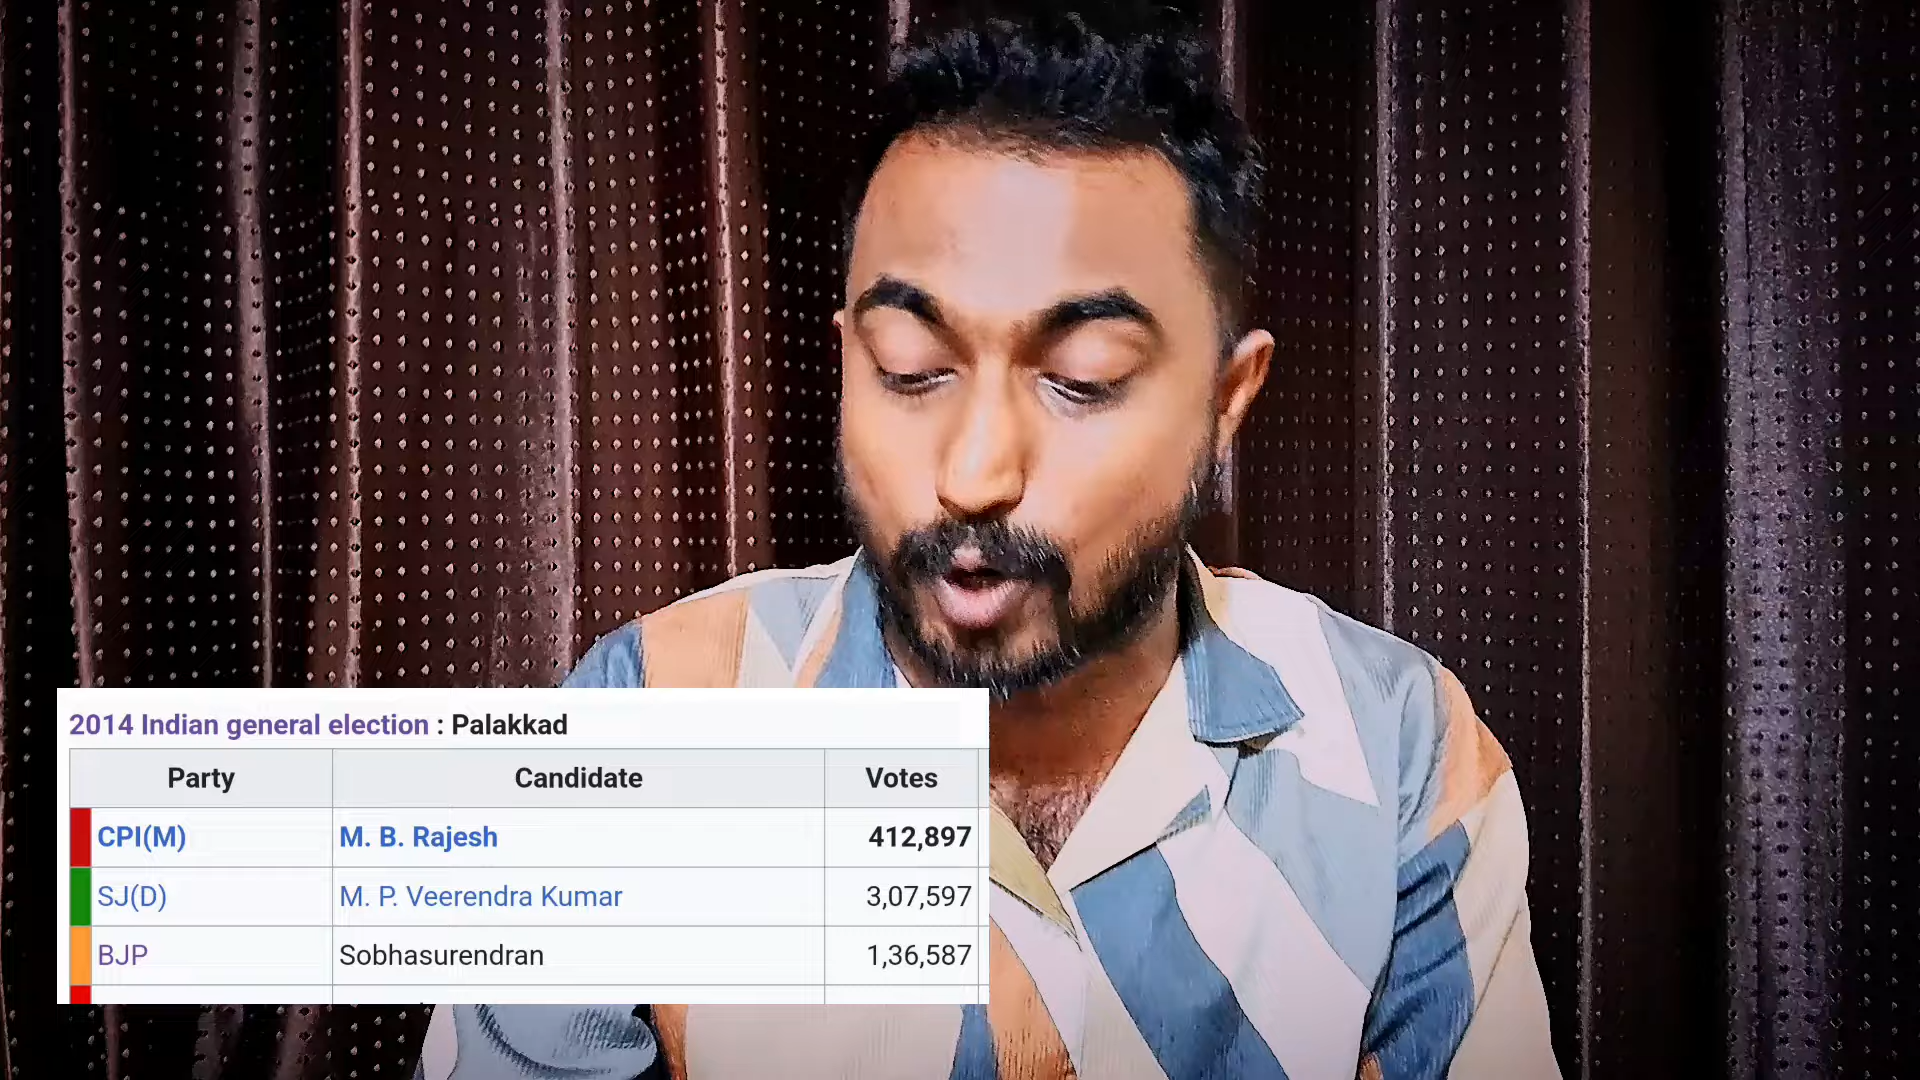 2014 Indian general election : Palakkad
Party Candidate Votes
CPI(M) M. B. Rajesh 412,897
SJ(D) M. P. Veerendra Kumar 3,07,597
BJP Sobhasurendran 1,36,587